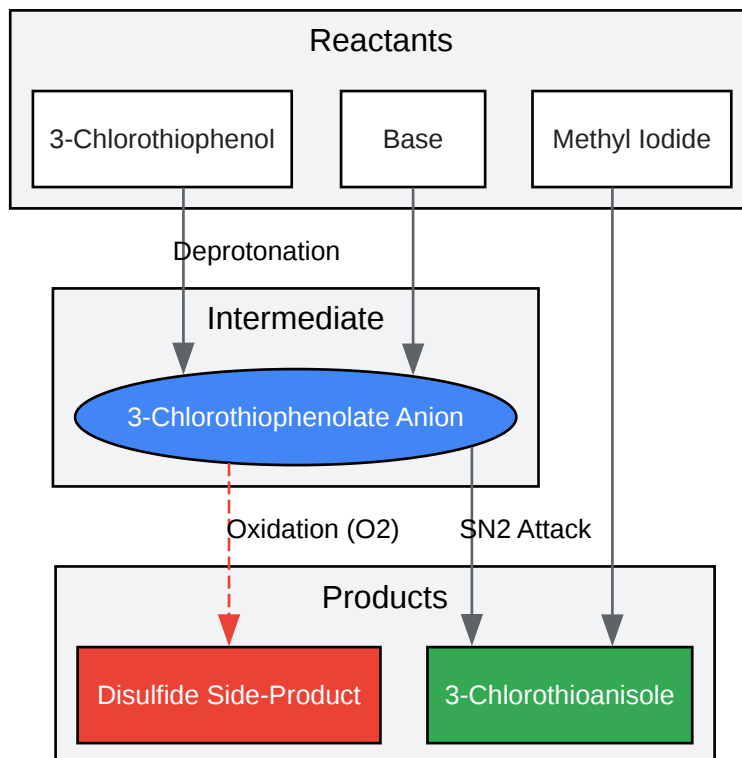 Reactants
3-Chlorothiophenol
Base
Methyl Iodide
Deprotonation
Intermediate
3-Chlorothiophenolate Anion
Oxidation (O2)
SN2 Attack
Products
Disulfide Side-Product
3-Chlorothioanisole